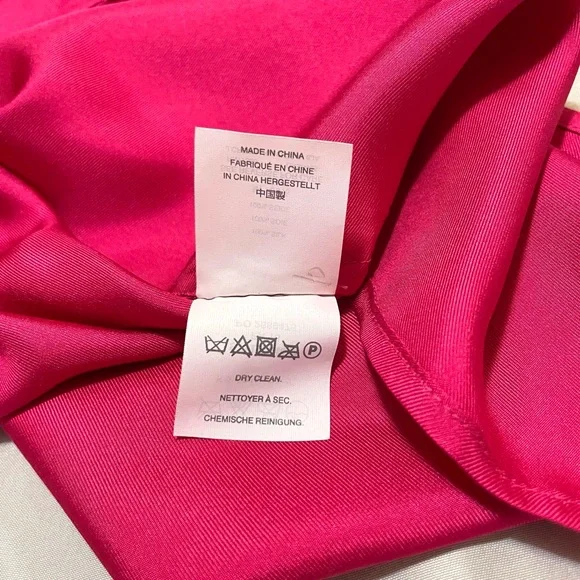 MADE IN CHINA
FABRIQUÉ EN CHINE
IN CHINA HERGESTELLT
中国製
P
DRY CLEAN.
NETTOYER À SEC.
CHEMISCHE REINIGUNG.